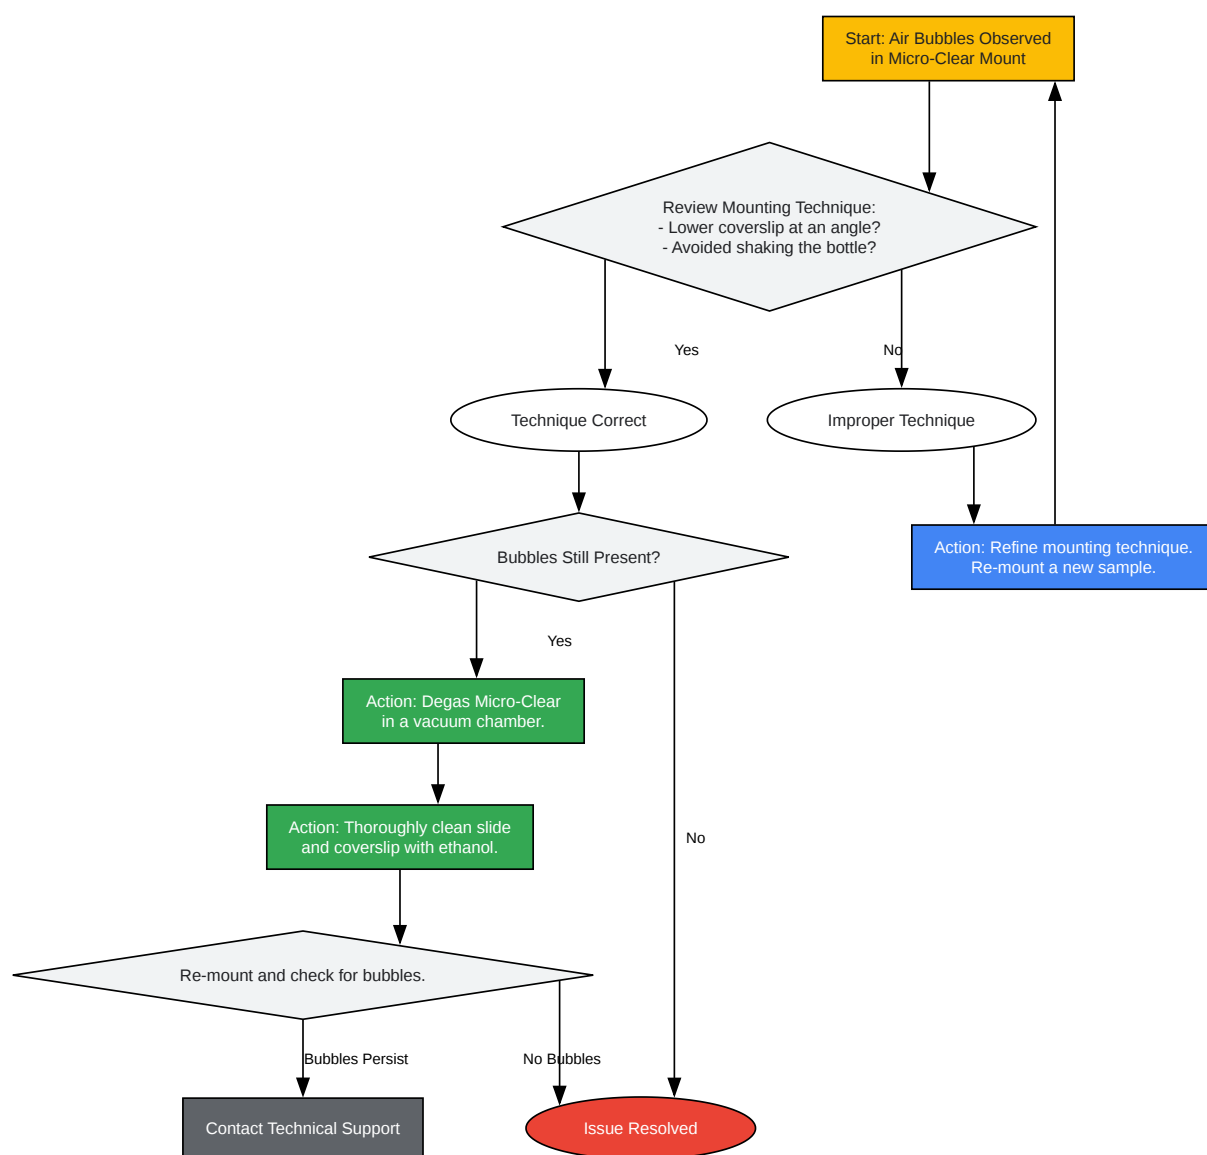 Start: Air Bubbles Observed
in Micro-Clear Mount
Review Mounting Technique:
- Lower coverslip at an angle?
- Avoided shaking the bottle?
Yes
No
Technique Correct
Improper Technique
Action: Refine mounting technique.
Re-mount a new sample.
Bubbles Still Present?
Yes
Action: Degas Micro-Clear
in a vacuum chamber.
Action: Thoroughly clean slide
and coverslip with ethanol.
No
Re-mount and check for bubbles.
Bubbles Persist
No Bubbles
Contact Technical Support
Issue Resolved